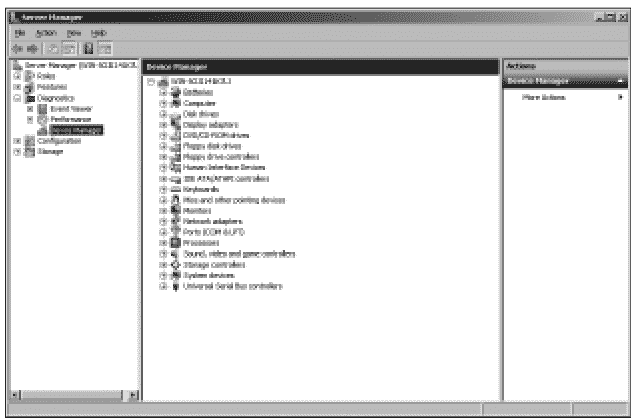 Server Manager
File Action View Help
Server Manager
Roles
Features
Diagnostics
Event Viewer
Performance
Device Manager
Configuration
Storage
Device Manager
Batteries
Computer
Disk drives
Display adapters
DVD/CD-ROM drives
Floppy disk drives
Floppy drive controllers
Human Interface Devices
IDE ATA/ATAPI controllers
Keyboards
Mice and other pointing devices
Monitors
Network adapters
Ports (COM & LPT)
Processors
Sound, video and game controllers
Storage controllers
System devices
Universal Serial Bus controllers
Actions
Device Manager
More Actions